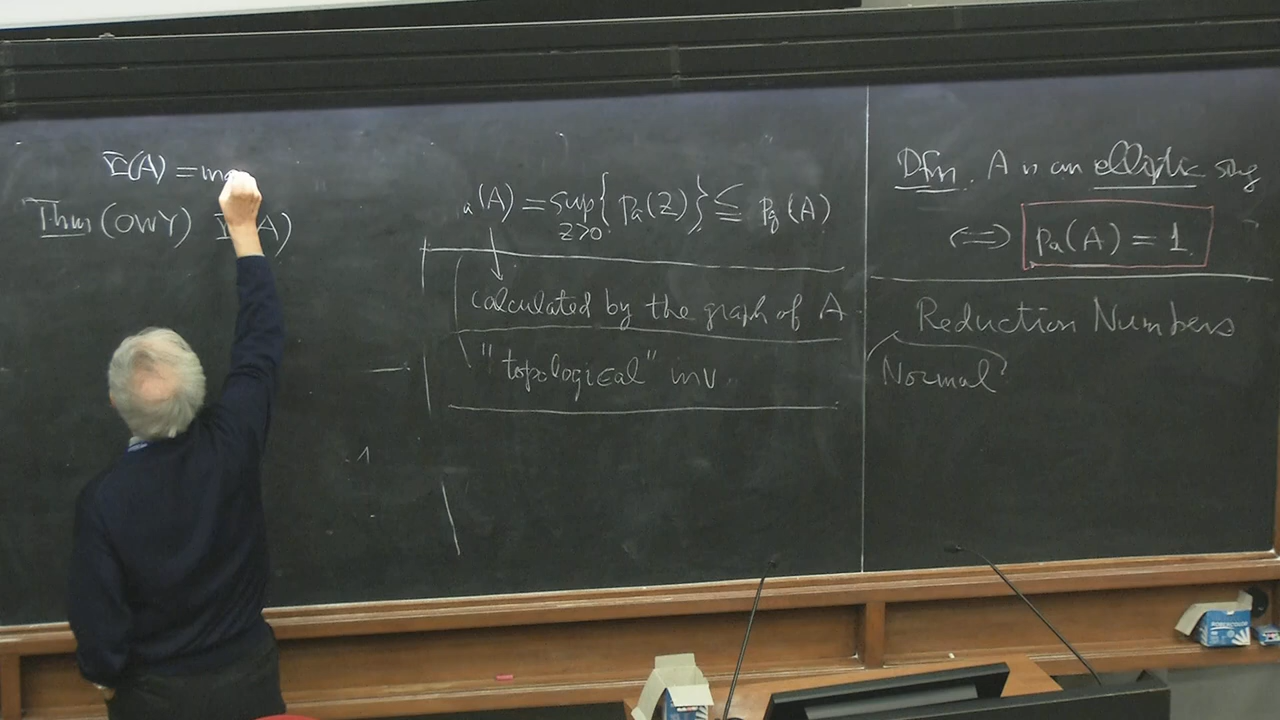 r̄(A) = ma
Thm (OWY) r̄(A)
a(A) = sup{ Pa(Z) } ≦ Pg(A)
Z>0
calculated by the graph of A
"topological" inv
Dfn. A is an elliptic sing
⟺ Pa(A) = 1.
Reduction Numbers
Normal